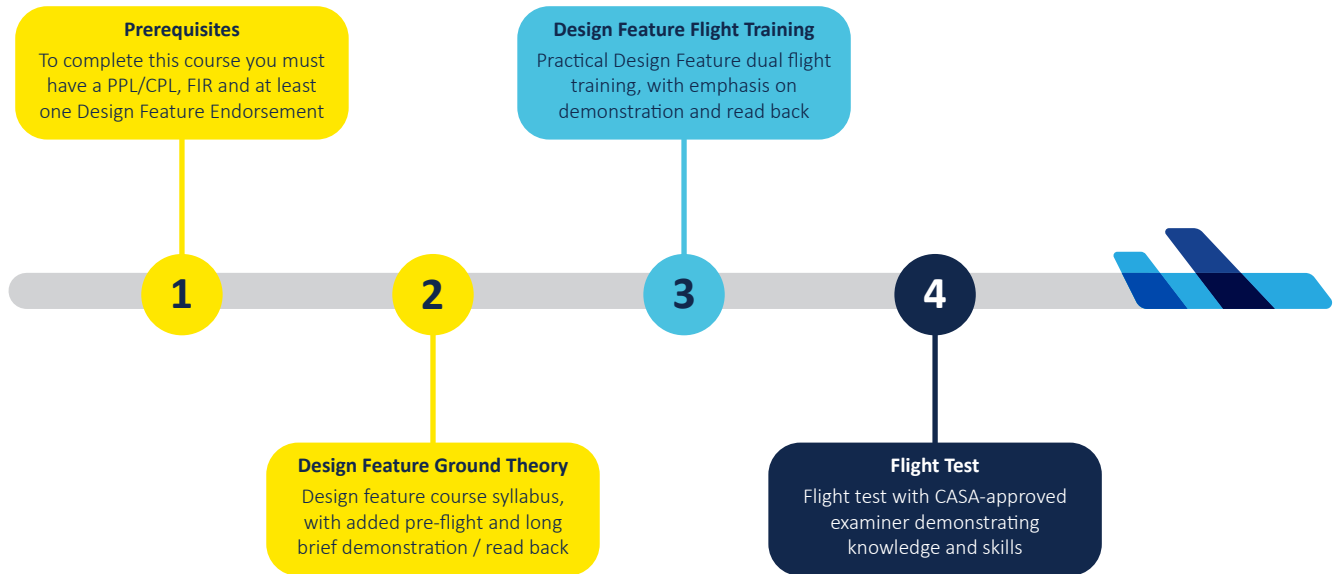 Prerequisites
To complete this course you must
have a PPL/CPL, FIR and at least
one Design Feature Endorsement
Design Feature Flight Training
Practical Design Feature dual flight
training, with emphasis on
demonstration and read back
1
2
3
4
Design Feature Ground Theory
Design feature course syllabus,
with added pre-flight and long
brief demonstration / read back
Flight Test
Flight test with CASA-approved
examiner demonstrating
knowledge and skills